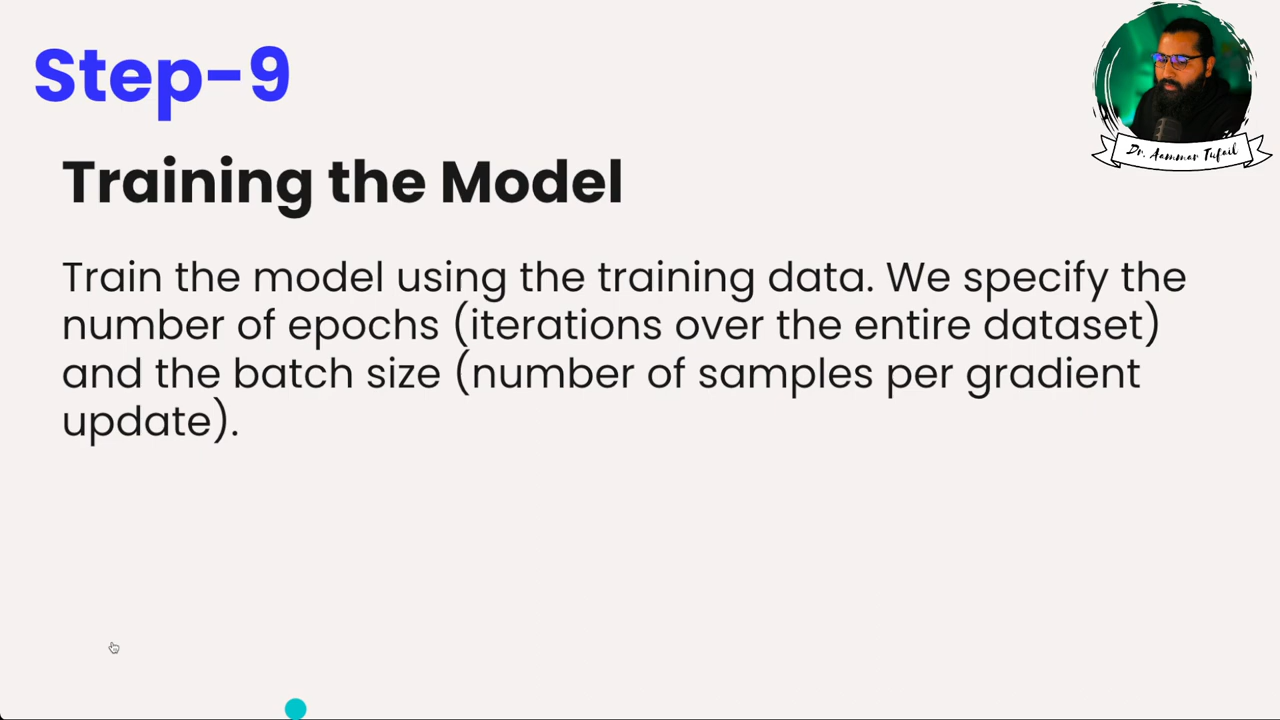 Step-9
Dr. Aammar Tufail
Training the Model
Train the model using the training data. We specify the
number of epochs (iterations over the entire dataset)
and the batch size (number of samples per gradient
update).